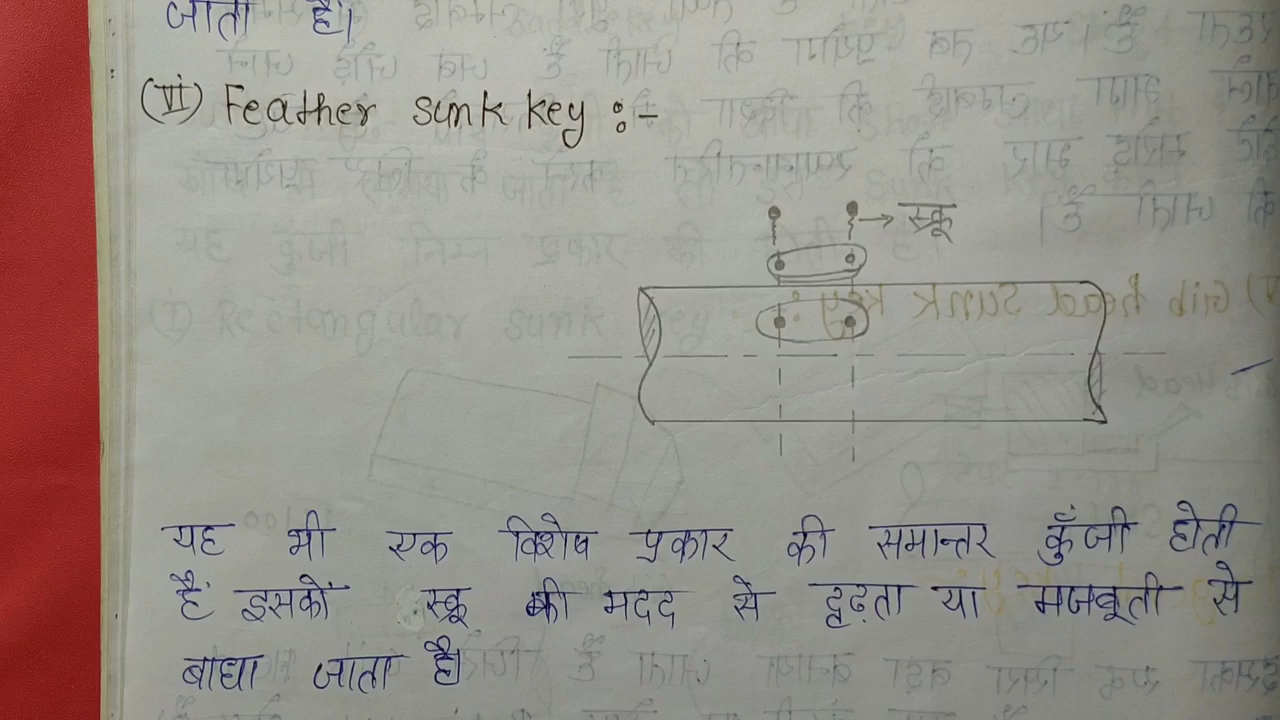 जाता है।
(VI) Feather sunk key :-
स्क्रू
यह भी एक विशेष प्रकार की समान्तर कुँजी होती
हैं इसकों स्क्रू की मदद से दृढ़ता या मजबूती से
बाधा जाता है।